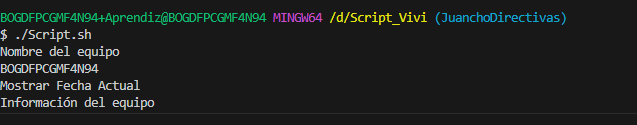 BOGDFPCGMF4N94+Aprendiz@BOGDFPCGMF4N94 MINGW64 /d/Script_Vivi (JuanchoDirectivas)
$ ./Script.sh
Nombre del equipo
BOGDFPCGMF4N94
Mostrar Fecha Actual
Información del equipo